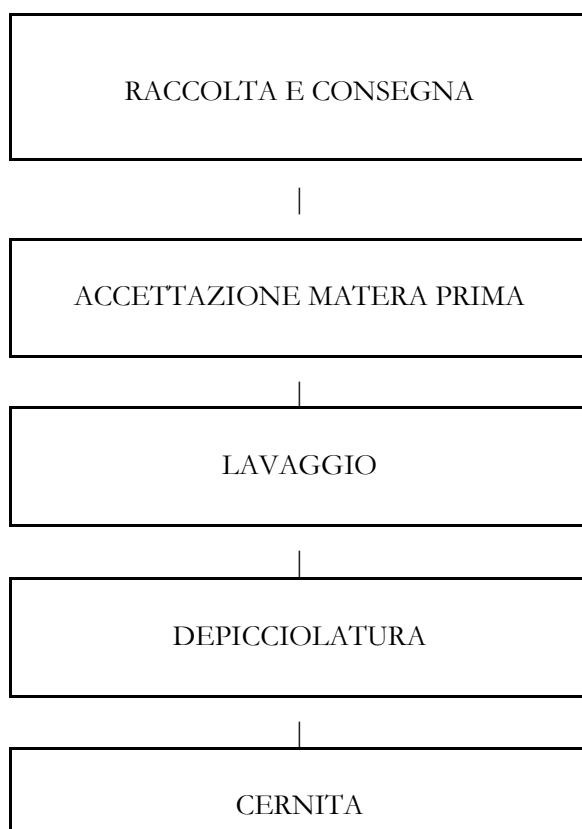 RACCOLTA E CONSEGNA
ACCETTAZIONE MATERA PRIMA
LAVAGGIO
DEPICCIOLATURA
CERNITA